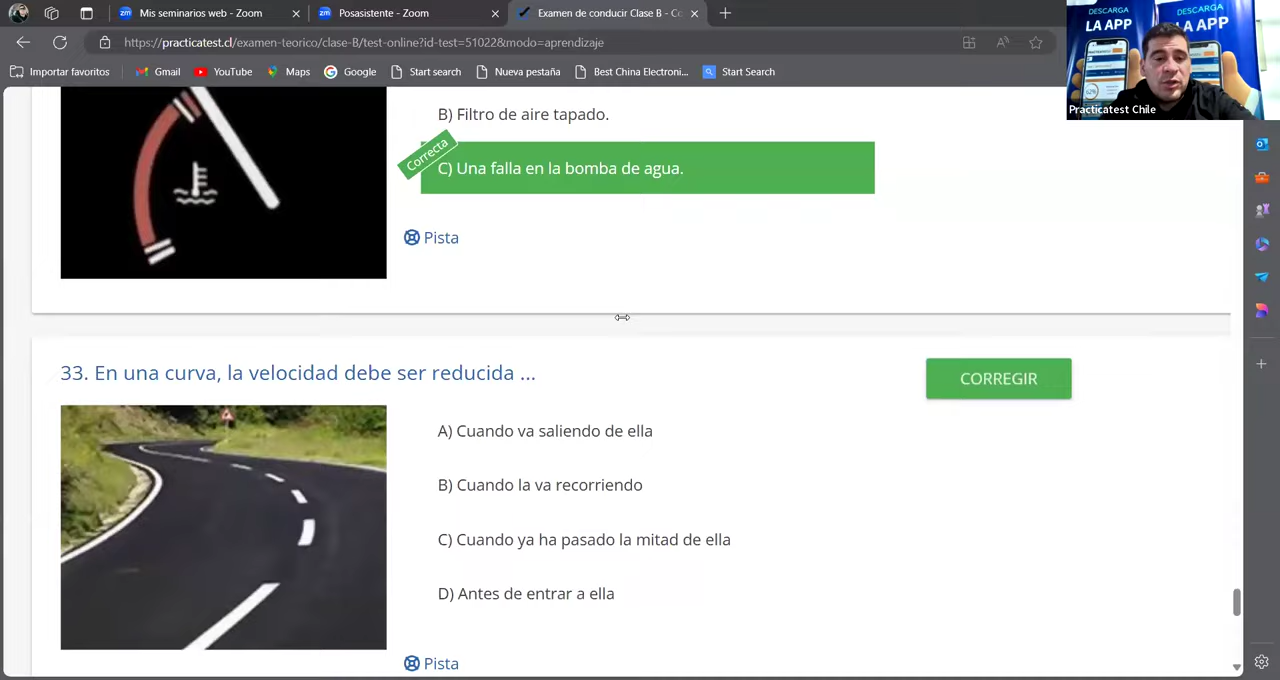 Mis seminarios web - Zoom
Posasistente - Zoom
Examen de conducir Clase B - Co
https://practicatest.cl/examen-teorico/clase-B/test-online?id-test=51022&modo=aprendizaje
Importar favoritos
Gmail
YouTube
Maps
Google
Start search
Nueva pestaña
Best China Electroni...
Start Search
DESCARGA
LA APP
DESCARGA
LA APP
Practicatest Chile
B) Filtro de aire tapado.
Correcta
C) Una falla en la bomba de agua.
Pista
33. En una curva, la velocidad debe ser reducida ...
CORREGIR
A) Cuando va saliendo de ella
B) Cuando la va recorriendo
C) Cuando ya ha pasado la mitad de ella
D) Antes de entrar a ella
Pista